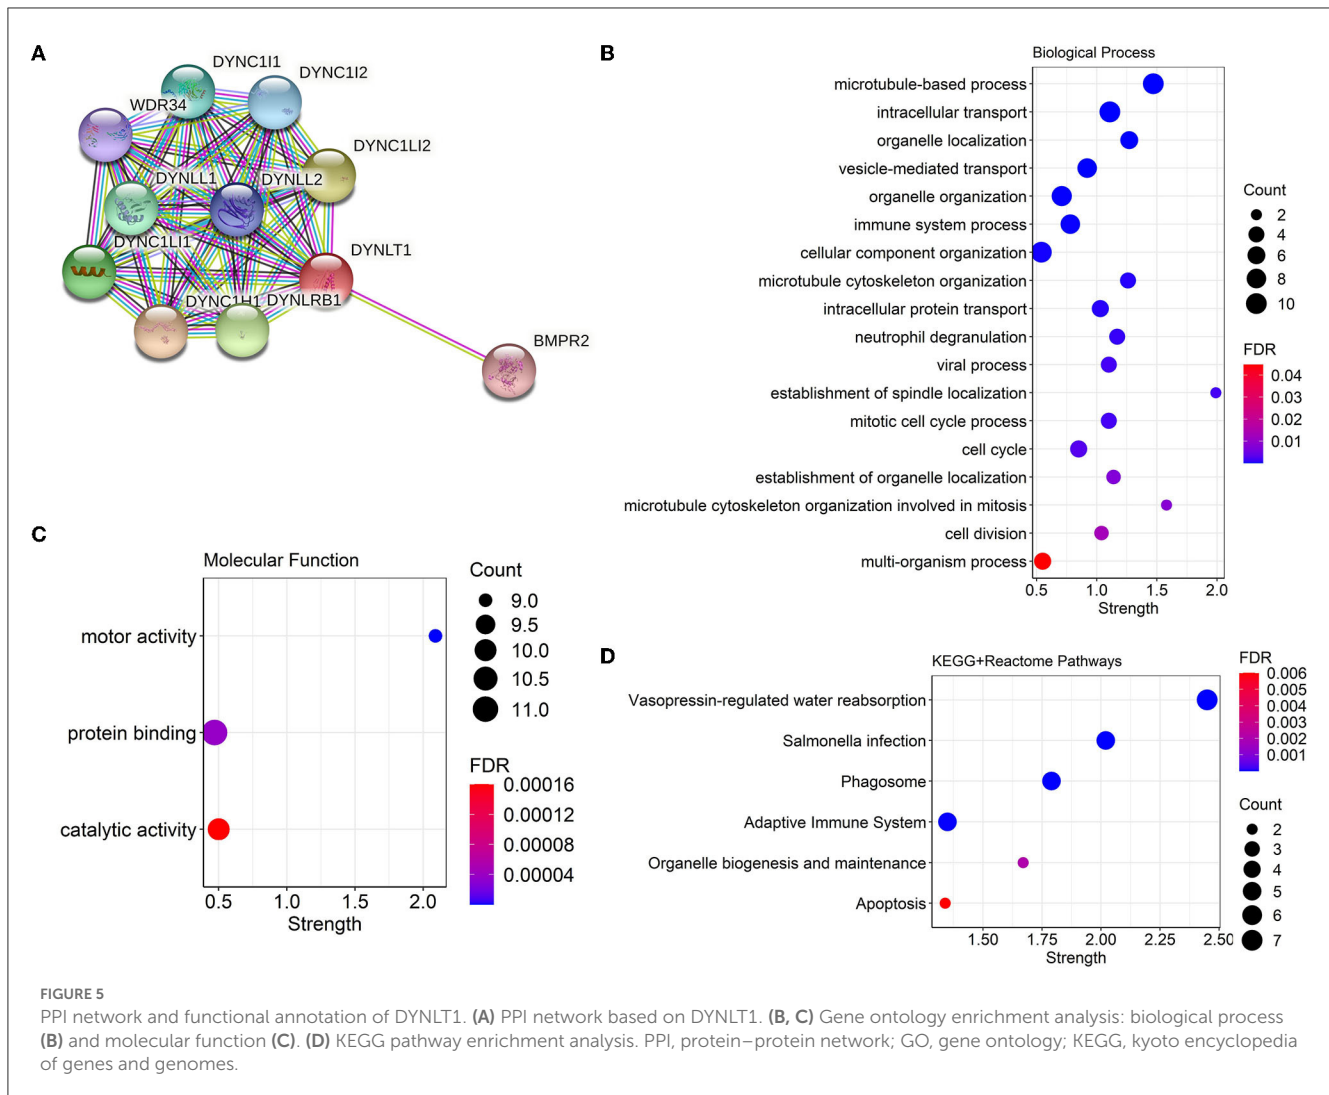 A
DYNC1I1
DYNC1I2
WDR34
DYNC1LI2
DYNLL1
DYNLL2
DYNC1LI1
DYNLT1
DYNC1H1
DYNLRB1
BMPR2
B
Biological Process
microtubule-based process
intracellular transport
organelle localization
vesicle-mediated transport
organelle organization
immune system process
cellular component organization
microtubule cytoskeleton organization
intracellular protein transport
neutrophil degranulation
viral process
establishment of spindle localization
mitotic cell cycle process
cell cycle
establishment of organelle localization
microtubule cytoskeleton organization involved in mitosis
cell division
multi-organism process
0.5 1.0 1.5 2.0
Strength
Count
2
4
6
8
10
FDR
0.04
0.03
0.02
0.01
C
Molecular Function
motor activity
protein binding
catalytic activity
0.5 1.0 1.5 2.0
Strength
Count
9.0
9.5
10.0
10.5
11.0
FDR
0.00016
0.00012
0.00008
0.00004
D
KEGG+Reactome Pathways
Vasopressin-regulated water reabsorption
Salmonella infection
Phagosome
Adaptive Immune System
Organelle biogenesis and maintenance
Apoptosis
1.50 1.75 2.00 2.25 2.50
Strength
FDR
0.006
0.005
0.004
0.003
0.002
0.001
Count
2
3
4
5
6
7
FIGURE 5
PPI network and functional annotation of DYNLT1. (A) PPI network based on DYNLT1. (B, C) Gene ontology enrichment analysis: biological process
(B) and molecular function (C). (D) KEGG pathway enrichment analysis. PPI, protein–protein network; GO, gene ontology; KEGG, kyoto encyclopedia
of genes and genomes.